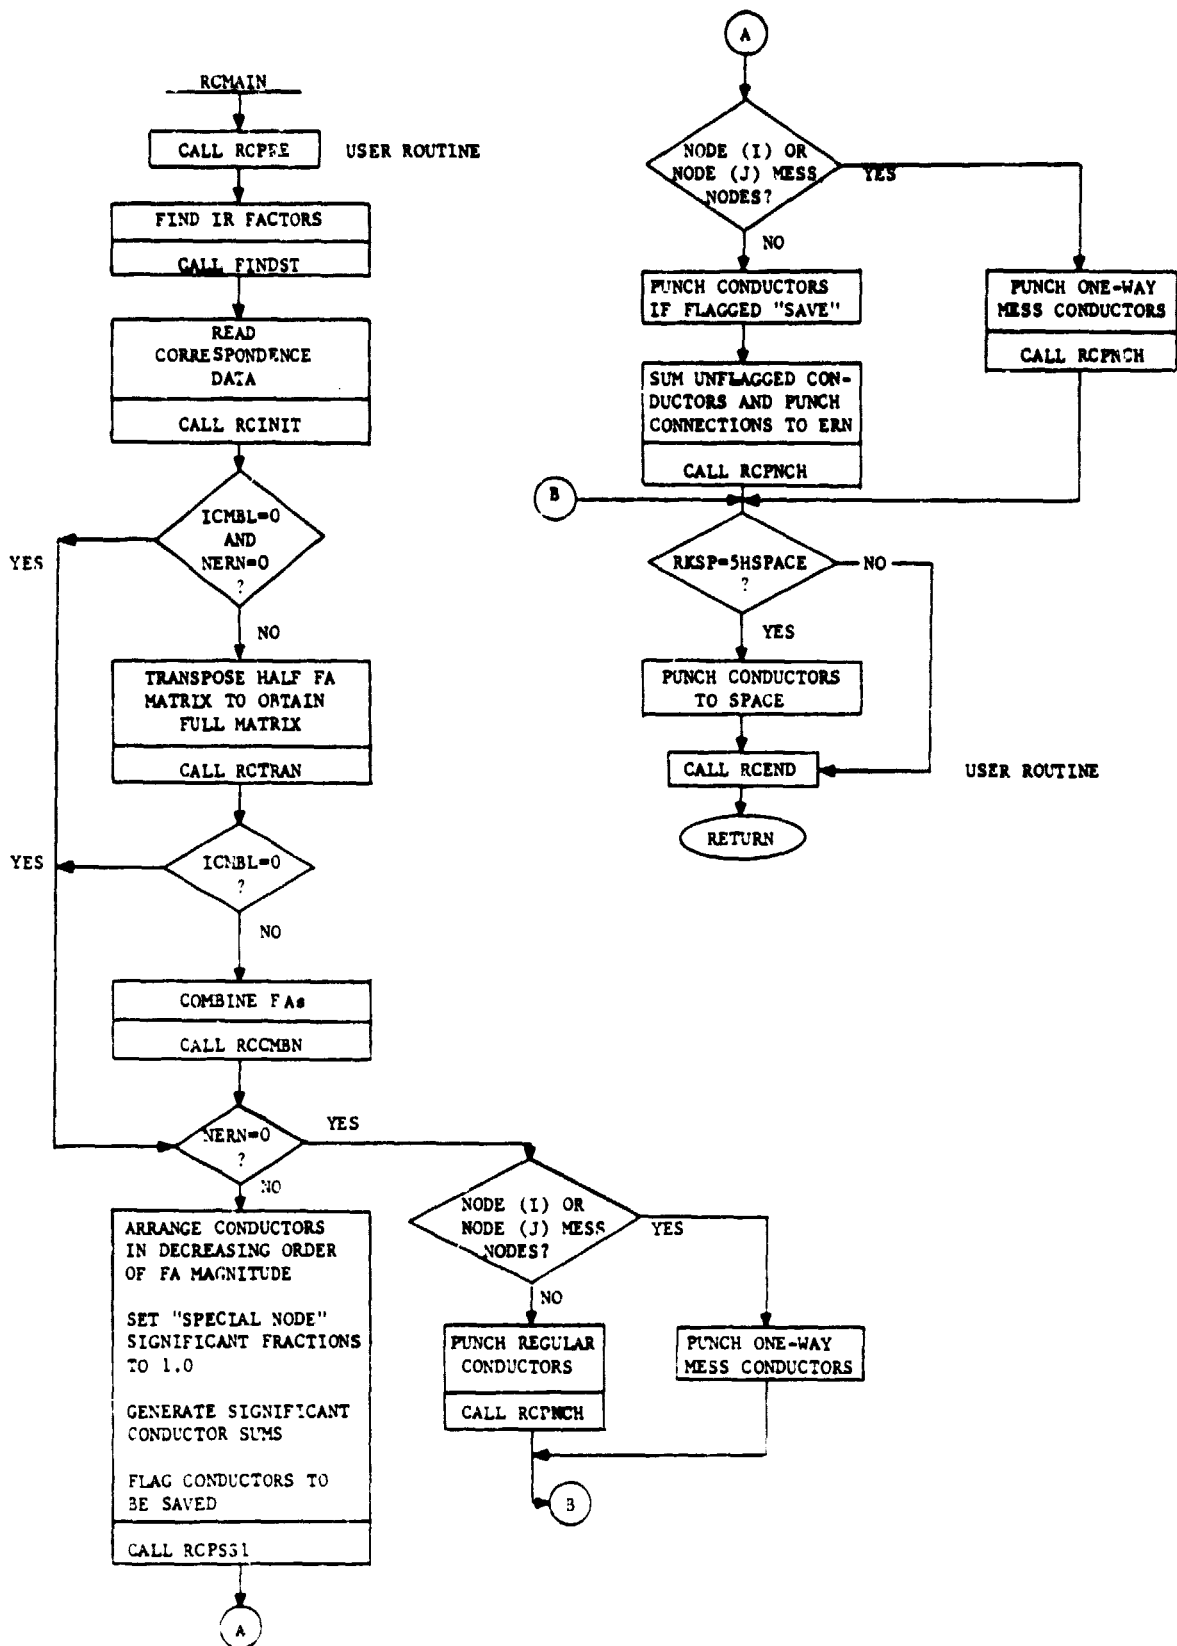 RCMAIN
CALL RCPRE
USER ROUTINE
FIND IR FACTORS
CALL FINDST
READ
CORRESPONDENCE
DATA
CALL RCINIT
ICMBL=0
AND
NERN=0
?
YES
NO
TRANSPOSE HALF FA
MATRIX TO OBTAIN
FULL MATRIX
CALL RCTRAN
ICMBL=0
?
YES
NO
COMBINE FAs
CALL RCCMBN
NERN=0
?
YES
NO
ARRANGE CONDUCTORS
IN DECREASING ORDER
OF FA MAGNITUDE
SET "SPECIAL NODE"
SIGNIFICANT FRACTIONS
TO 1.0
GENERATE SIGNIFICANT
CONDUCTOR SUMS
FLAG CONDUCTORS TO
BE SAVED
CALL RCPS31
A
NODE (I) OR
NODE (J) MESS
NODES?
YES
NO
PUNCH REGULAR
CONDUCTORS
CALL RCPNCH
PUNCH ONE-WAY
MESS CONDUCTORS
B
A
NODE (I) OR
NODE (J) MESS
NODES?
YES
NO
PUNCH CONDUCTORS
IF FLAGGED "SAVE"
PUNCH ONE-WAY
MESS CONDUCTORS
CALL RCPNCH
SUM UNFLAGGED CON-
DUCTORS AND PUNCH
CONNECTIONS TO ERN
CALL RCPNCH
B
RKSP=5HSPACE
?
NO
YES
PUNCH CONDUCTORS
TO SPACE
CALL RCEND
USER ROUTINE
RETURN